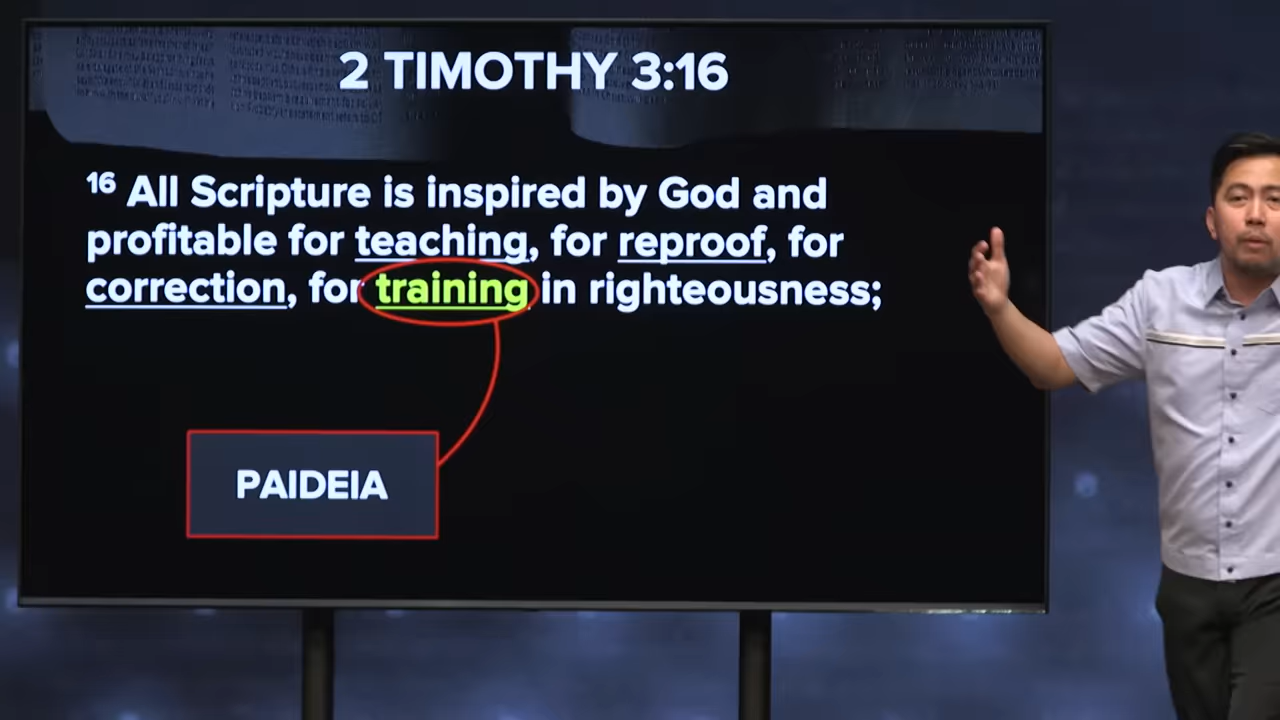 2 TIMOTHY 3:16
16 All Scripture is inspired by God and
profitable for teaching, for reproof, for
correction, for training in righteousness;
PAIDEIA